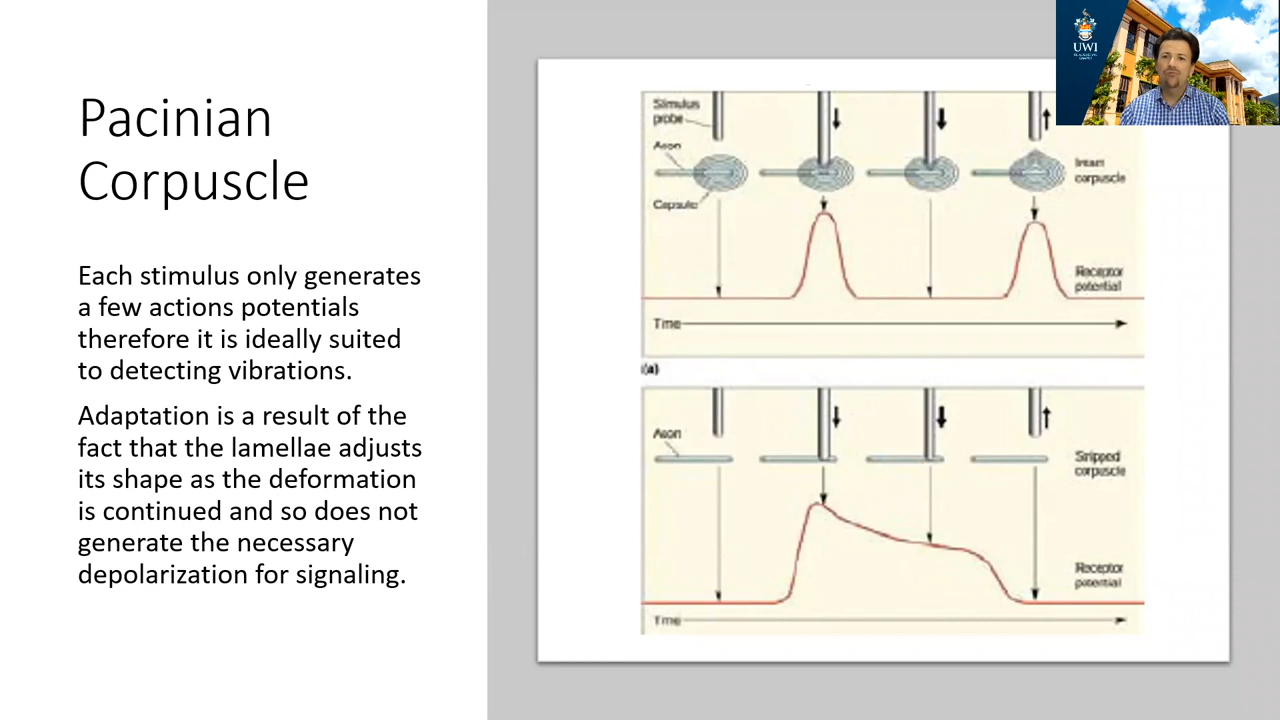 Pacinian
Corpuscle
Each stimulus only generates
a few actions potentials
therefore it is ideally suited
to detecting vibrations.
Adaptation is a result of the
fact that the lamellae adjusts
its shape as the deformation
is continued and so does not
generate the necessary
depolarization for signaling.
Stimulus
probe
Axon
Capsule
Intact
corpuscle
Receptor
potential
Time
(a)
Axon
Stripped
corpuscle
Receptor
potential
Time
UWI